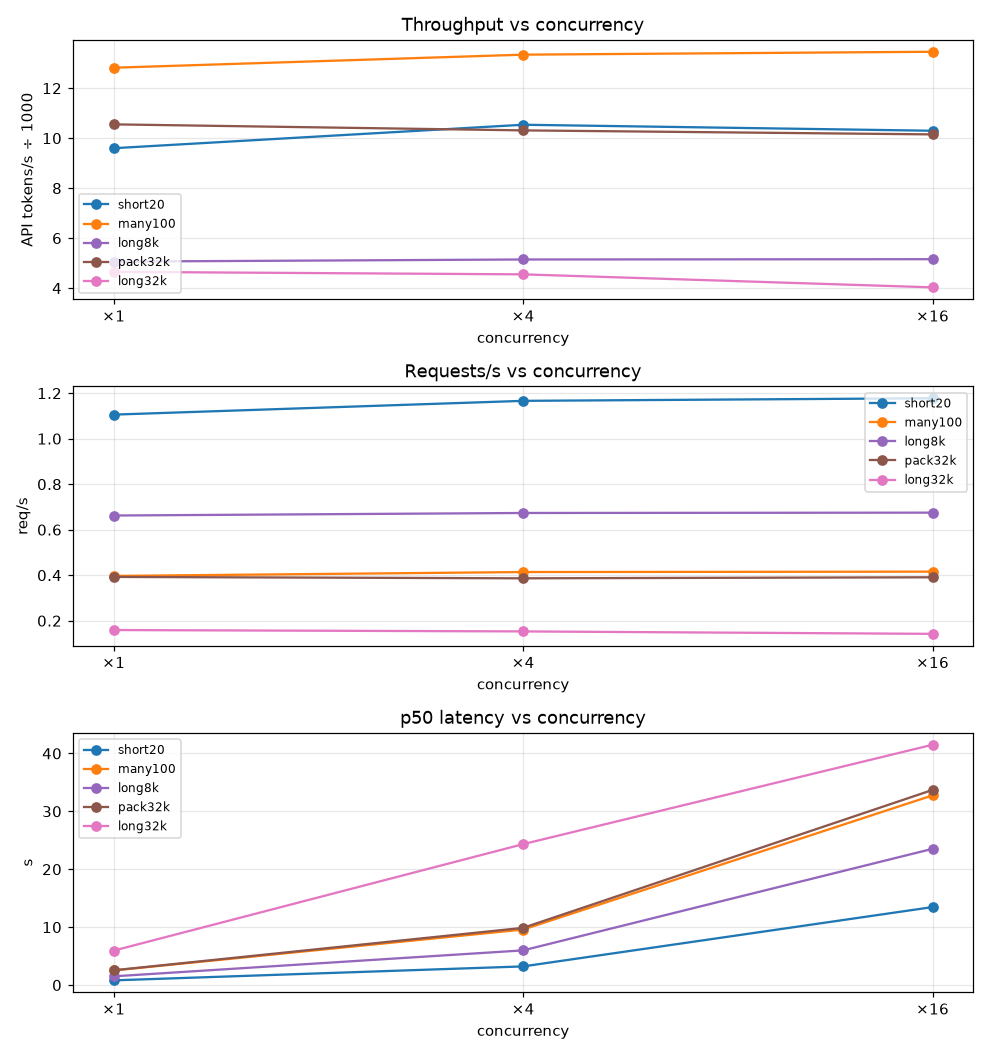 Throughput vs concurrency
API tokens/s ÷ 1000
12
10
8
6
4
short20
many100
long8k
pack32k
long32k
×1
×4
×16
concurrency
Requests/s vs concurrency
req/s
1.2
1.0
0.8
0.6
0.4
0.2
short20
many100
long8k
pack32k
long32k
×1
×4
×16
concurrency
p50 latency vs concurrency
s
40
30
20
10
0
short20
many100
long8k
pack32k
long32k
×1
×4
×16
concurrency